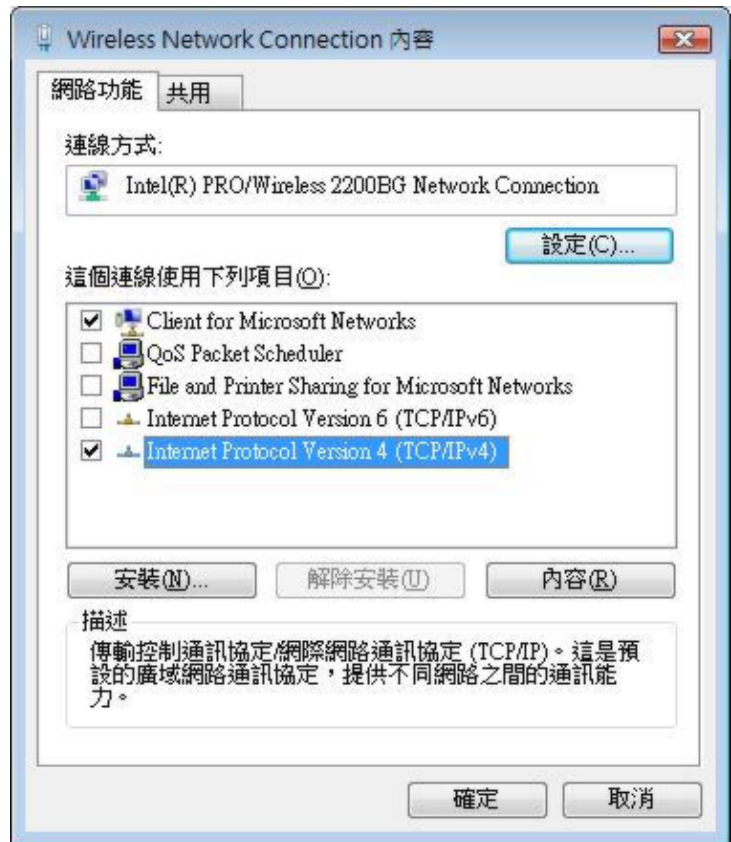 Wireless Network Connection 內容
網路功能 共用
連線方式:
Intel(R) PRO/Wireless 2200BG Network Connection
設定(C)...
這個連線使用下列項目(O):
Client for Microsoft Networks
QoS Packet Scheduler
File and Printer Sharing for Microsoft Networks
Internet Protocol Version 6 (TCP/IPv6)
Internet Protocol Version 4 (TCP/IPv4)
安裝(N)... 解除安裝(U) 內容(R)
描述
傳輸控制通訊協定/網際網路通訊協定 (TCP/IP)。這是預
設的廣域網路通訊協定，提供不同網路之間的通訊能
力。
確定 取消